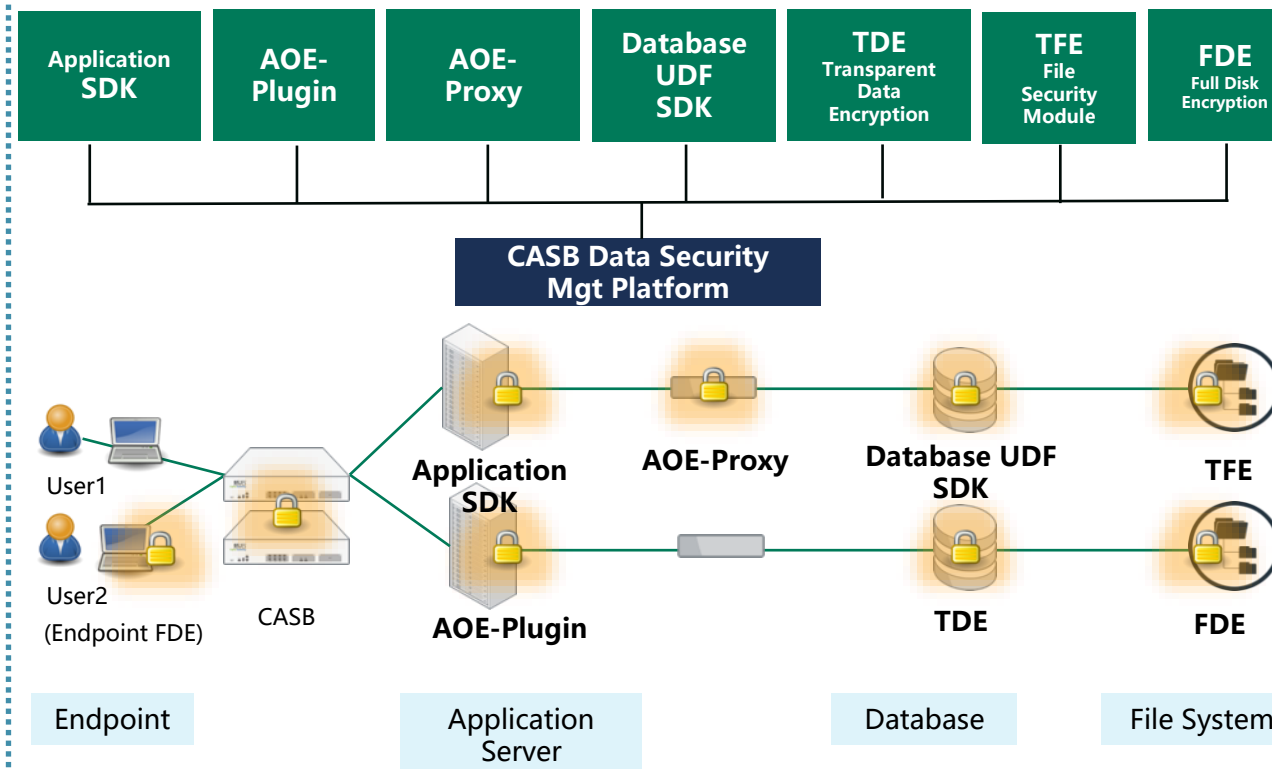 Application
SDK
AOE-
Plugin
AOE-
Proxy
Database
UDF
SDK
TDE
Transparent
Data
Encryption
TFE
File
Security
Module
FDE
Full Disk
Encryption
CASB Data Security
Mgt Platform
User1
User2
(Endpoint FDE)
CASB
Application
SDK
AOE-Plugin
AOE-Proxy
Database UDF
SDK
TDE
TFE
FDE
Endpoint
Application
Server
Database
File System